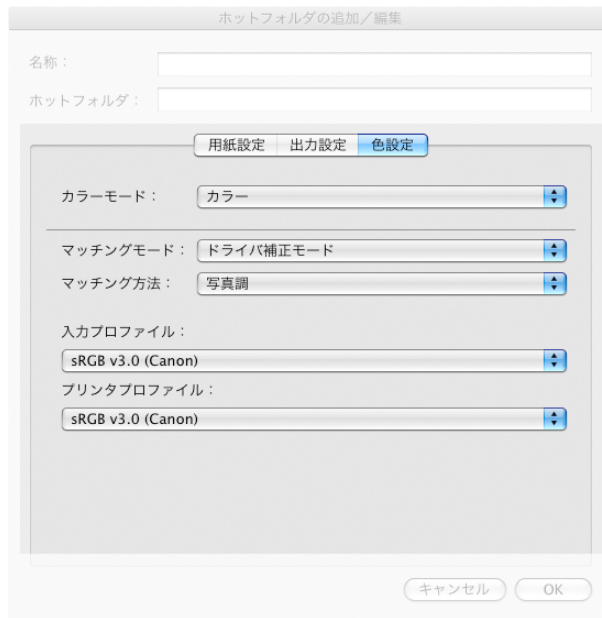 ホットフォルダの追加／編集
名称：
ホットフォルダ：
用紙設定 出力設定 色設定
カラーモード： カラー
マッチングモード： ドライバ補正モード
マッチング方法： 写真調
入力プロファイル：
sRGB v3.0 (Canon)
プリンタプロファイル：
sRGB v3.0 (Canon)
キャンセル OK